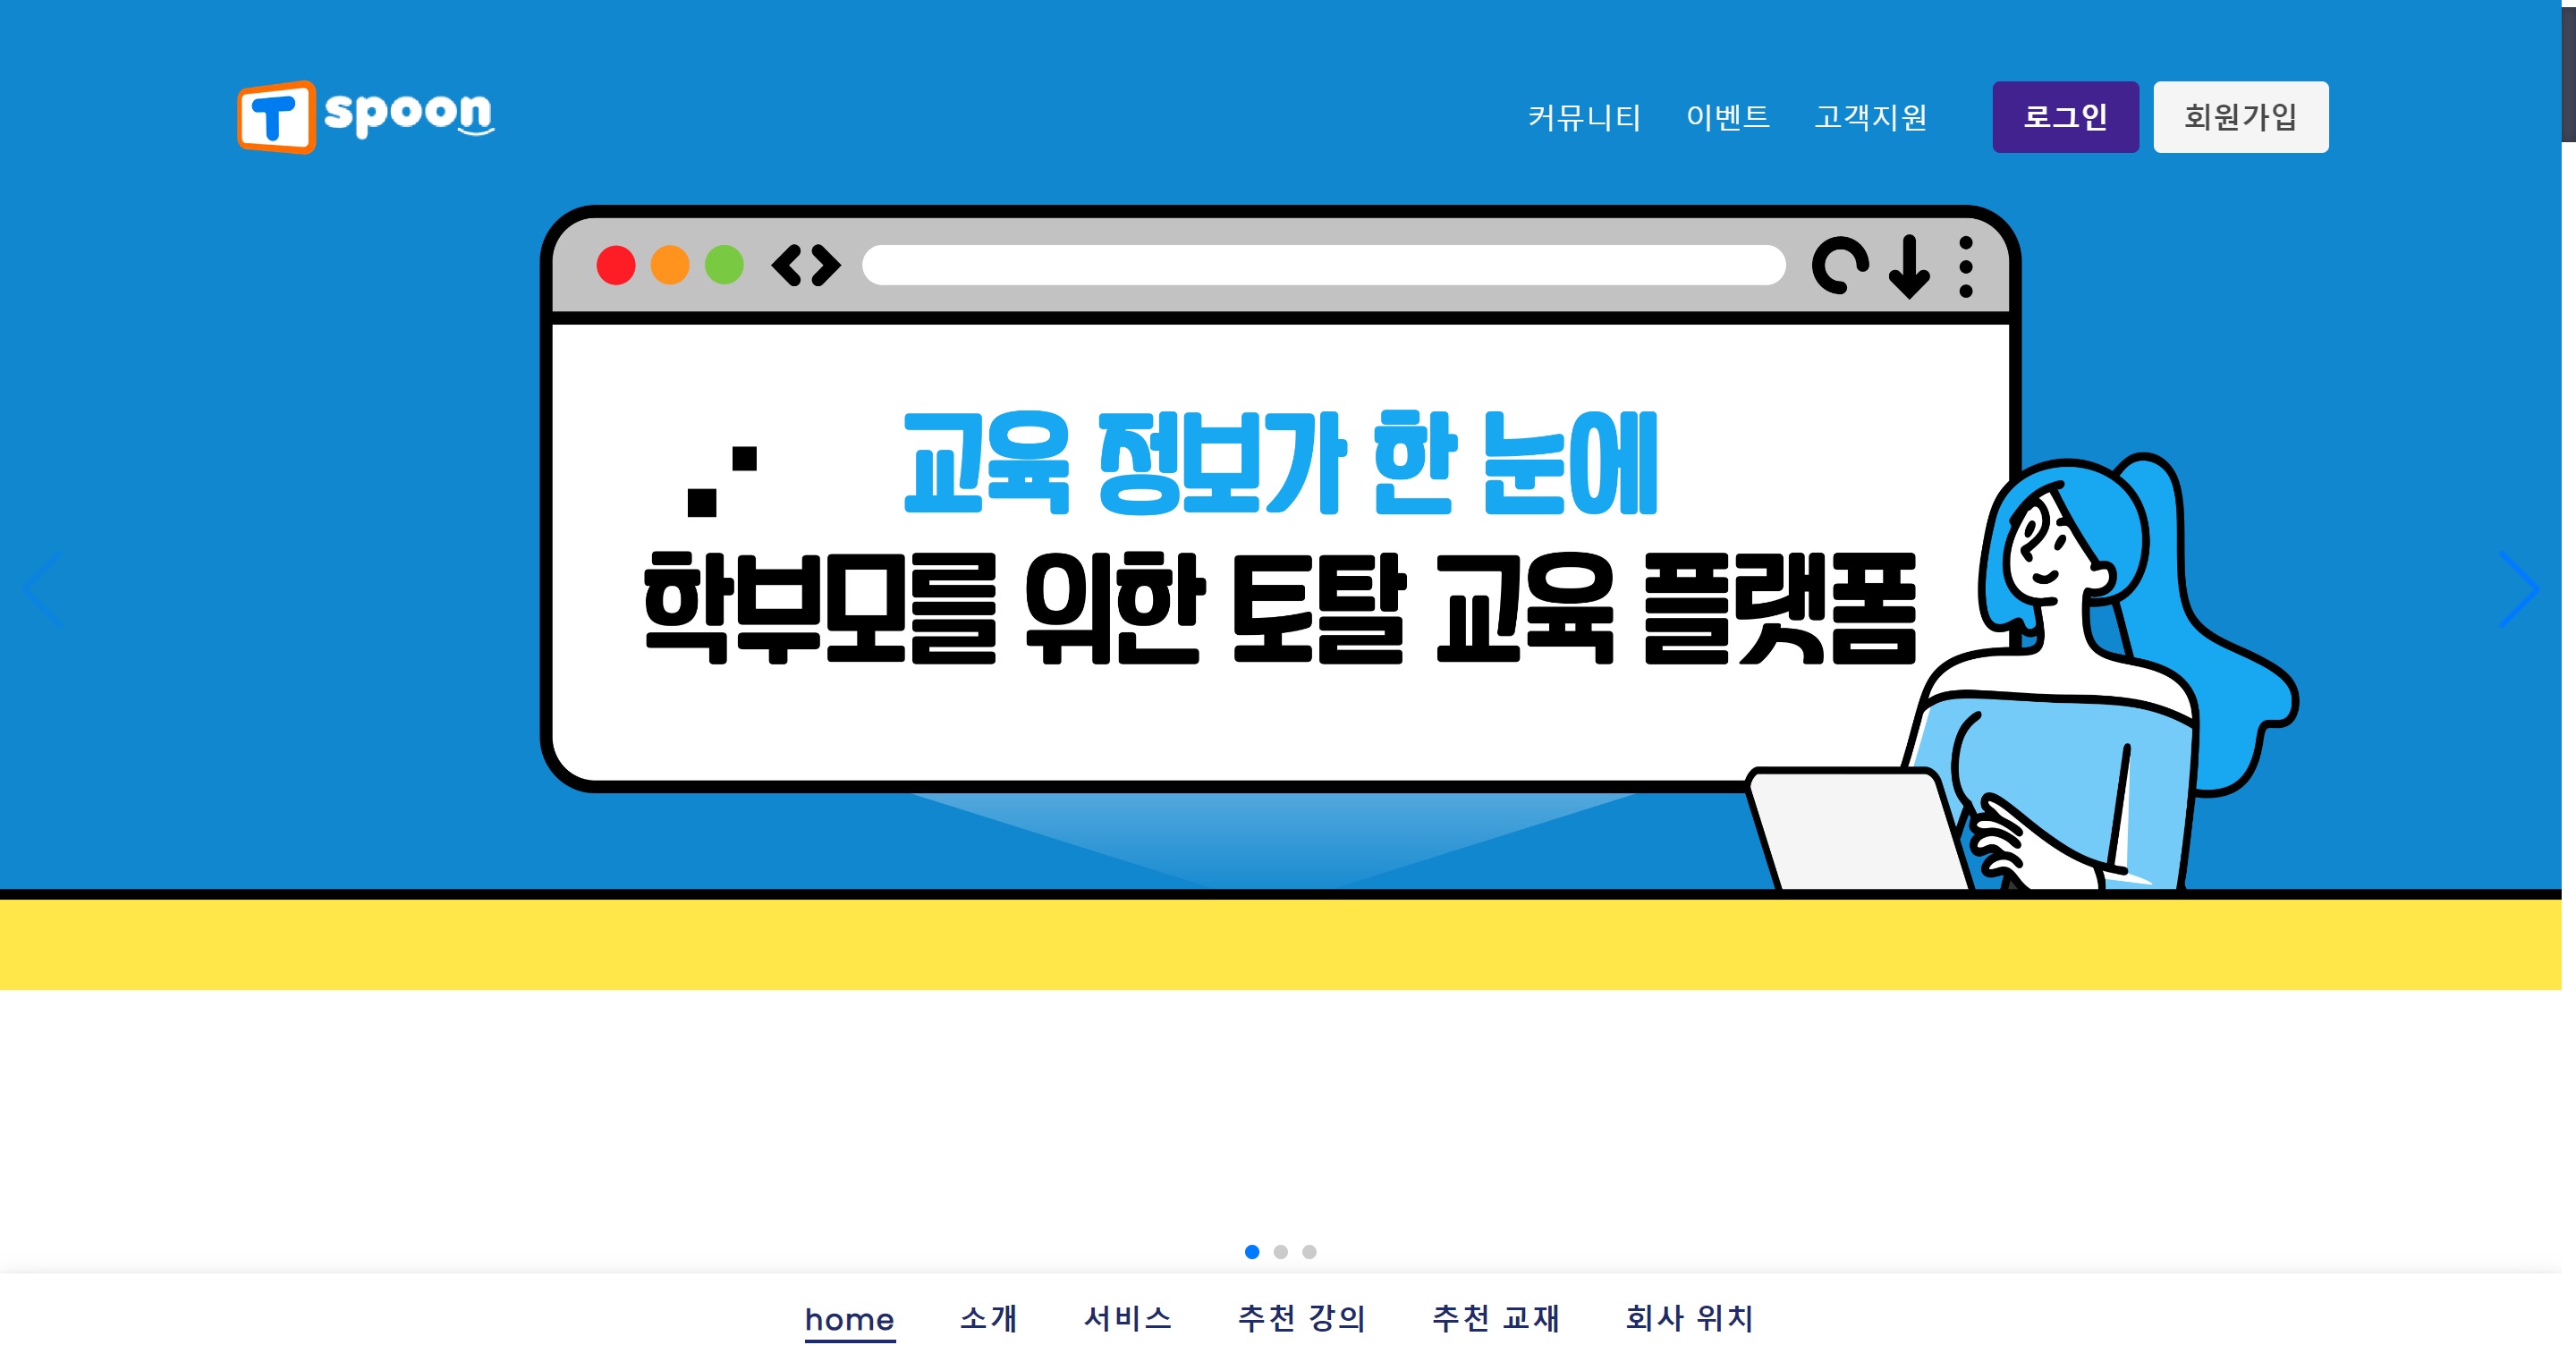 T spoon
커뮤니티 이벤트 고객지원 로그인 회원가입
교육 정보가 한 눈에
학부모를 위한 토탈 교육 플랫폼
home 소개 서비스 추천 강의 추천 교재 회사 위치